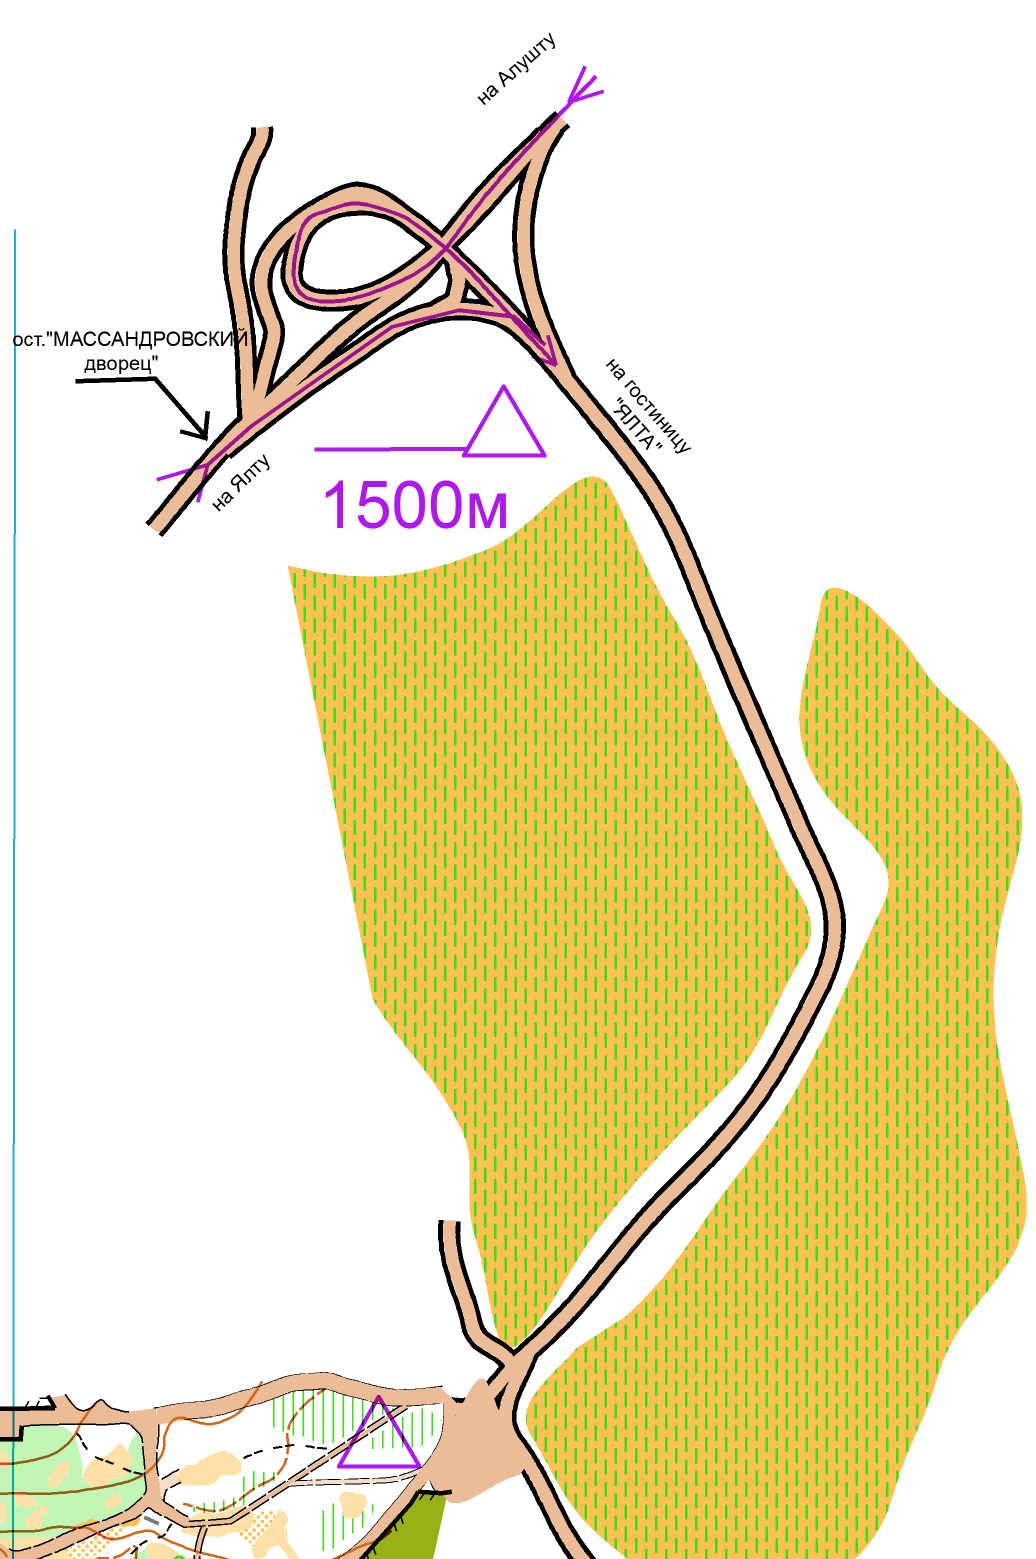 на Алушту
ост."МАССАНДРОВСКИЙ
дворец"
на гостиницу
"ЯЛТА"
на Ялту
1500м